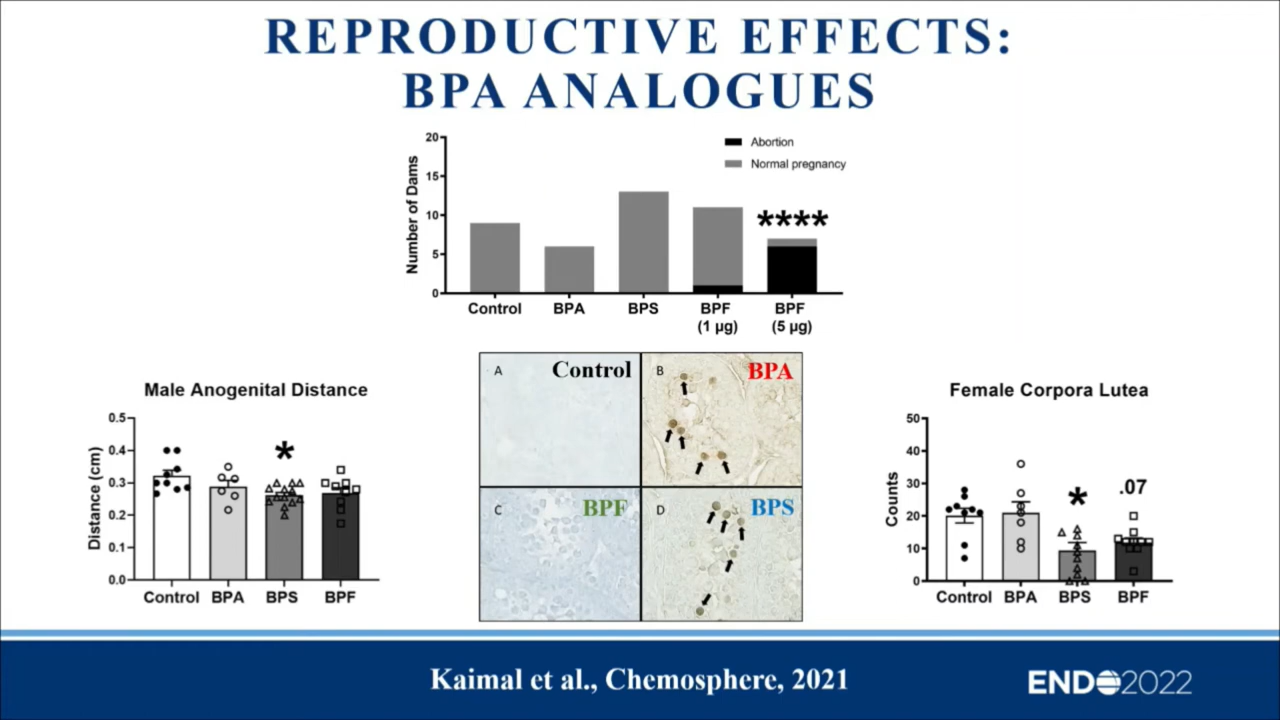 REPRODUCTIVE EFFECTS:
BPA ANALOGUES
Number of Dams
20
15
10
5
0
Abortion
Normal pregnancy
****
Control BPA BPS BPF (1 µg) BPF (5 µg)
Male Anogenital Distance
Distance (cm)
0.5
0.4
0.3
0.2
0.1
0.0
*
Control BPA BPS BPF
A Control
B BPA
C BPF
D BPS
Female Corpora Lutea
Counts
50
40
30
20
10
0
* .07
Control BPA BPS BPF
Kaimal et al., Chemosphere, 2021
ENDO2022